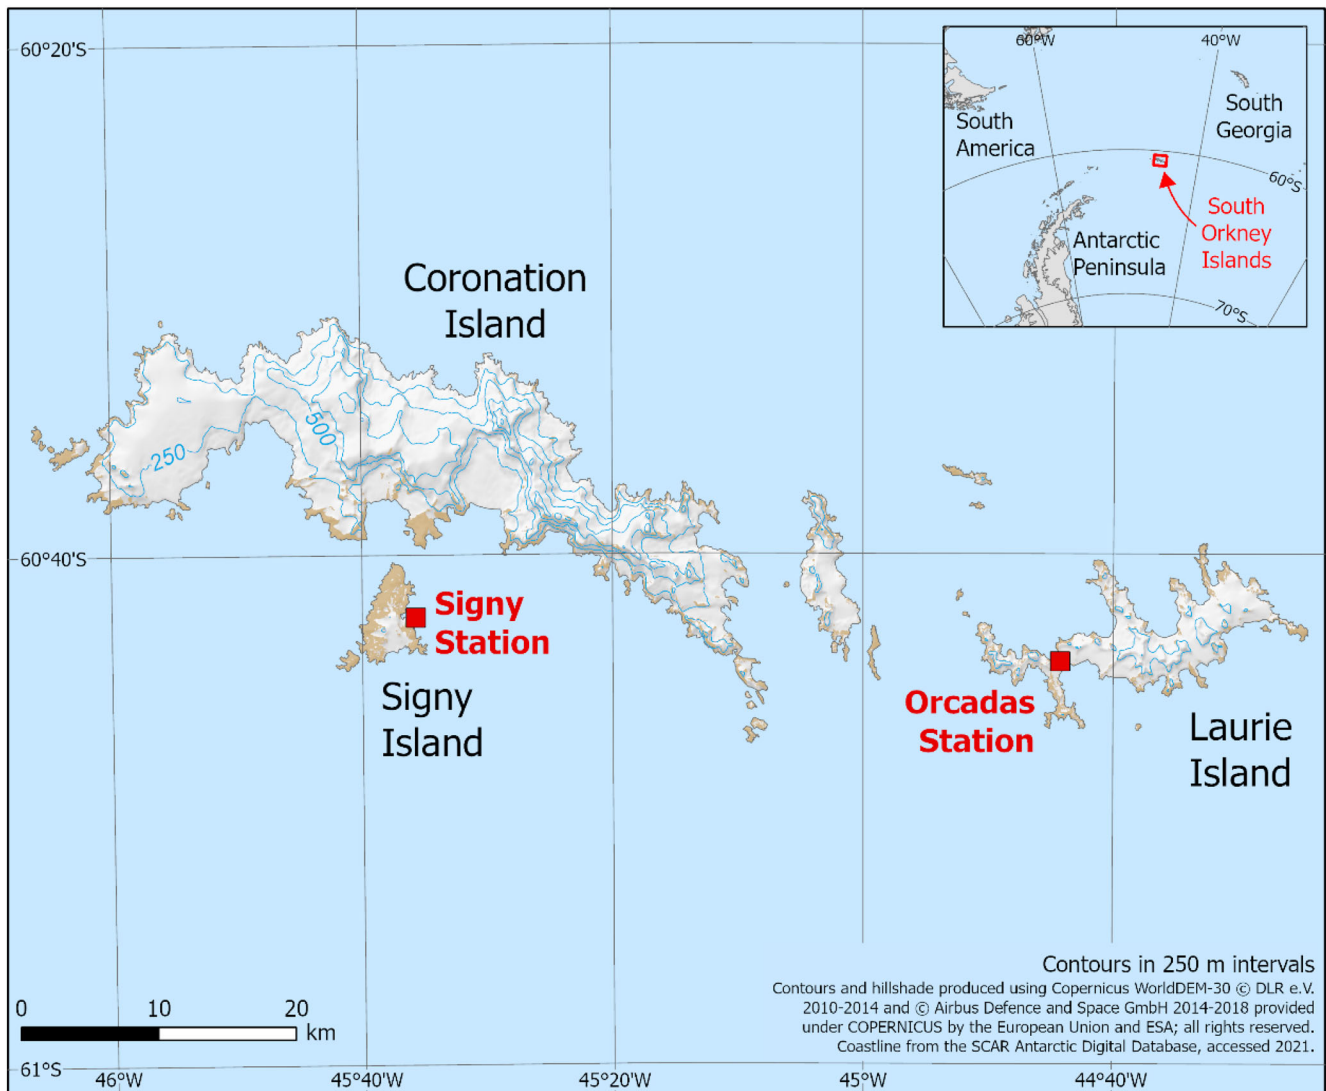 60°20'S
60°W
40°W
South
America
South
Georgia
60°S
South
Orkney
Islands
Antarctic
Peninsula
70°S
Coronation
Island
250
500
60°40'S
Signy
Station
Signy
Island
Orcadas
Station
Laurie
Island
0 10 20
km
Contours in 250 m intervals
Contours and hillshade produced using Copernicus WorldDEM-30 © DLR e.V.
2010-2014 and © Airbus Defence and Space GmbH 2014-2018 provided
under COPERNICUS by the European Union and ESA; all rights reserved.
Coastline from the SCAR Antarctic Digital Database, accessed 2021.
61°S
46°W
45°40'W
45°20'W
45°W
44°40'W